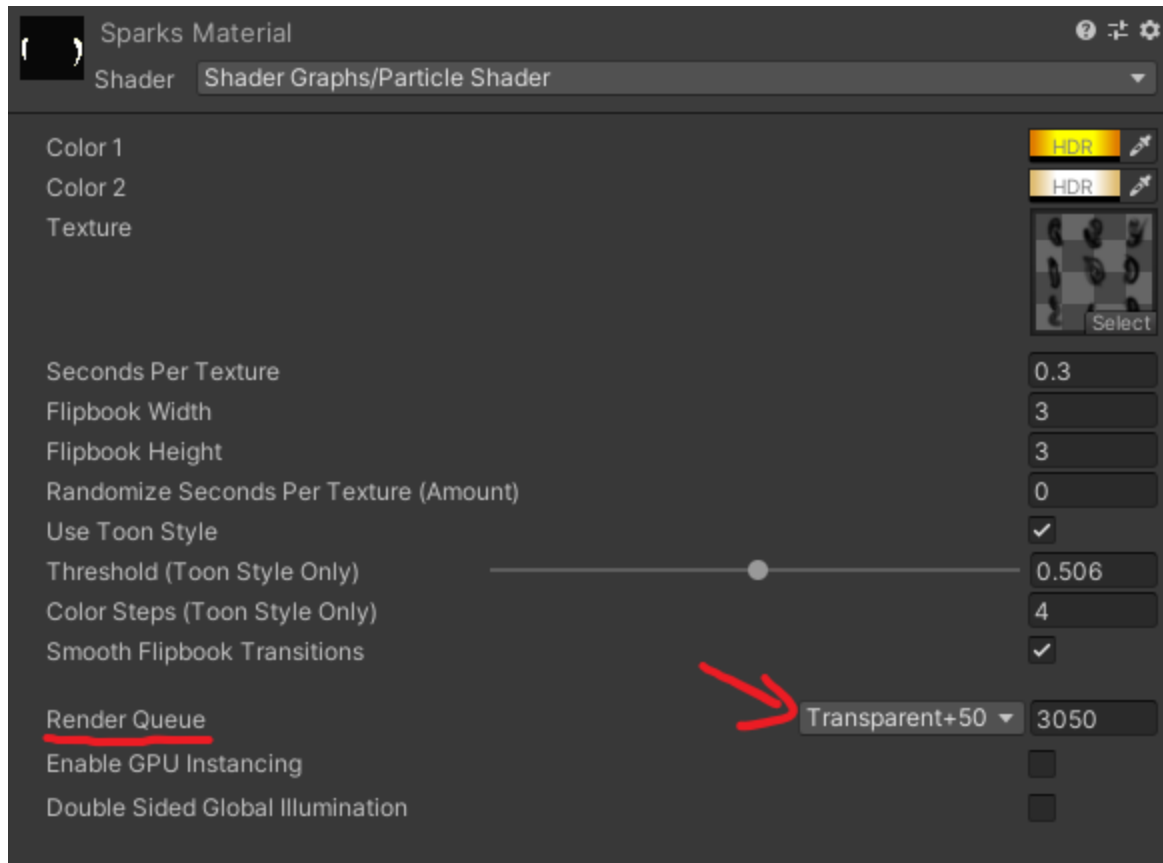 Sparks Material
Shader Shader Graphs/Particle Shader
Color 1 HDR
Color 2 HDR
Texture
Select
Seconds Per Texture 0.3
Flipbook Width 3
Flipbook Height 3
Randomize Seconds Per Texture (Amount) 0
Use Toon Style
Threshold (Toon Style Only) 0.506
Color Steps (Toon Style Only) 4
Smooth Flipbook Transitions
Render Queue Transparent+50 3050
Enable GPU Instancing
Double Sided Global Illumination